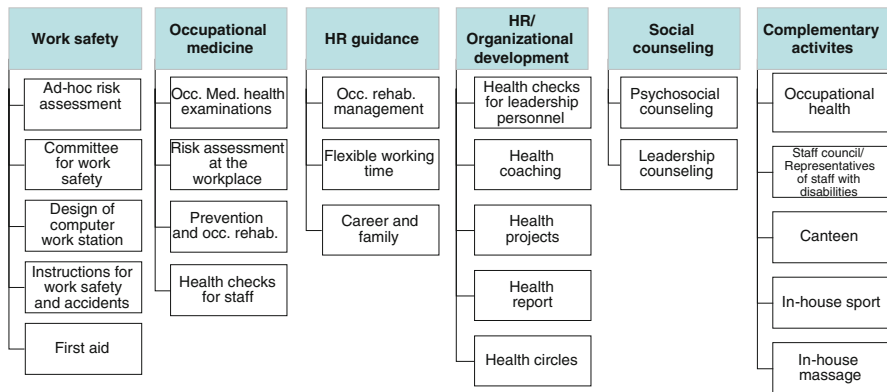 Work safety
Ad-hoc risk
assessment
Committee
for work
safety
Design of
computer
work station
Instructions for
work safety
and accidents
First aid
Occupational
medicine
Occ. Med. health
examinations
Risk assessment
at the
workplace
Prevention
and occ. rehab.
Health checks
for staff
HR guidance
Occ. rehab.
management
Flexible working
time
Career and
family
HR/
Organizational
development
Health checks
for leadership
personnel
Health
coaching
Health
projects
Health
report
Health circles
Social
counseling
Psychosocial
counseling
Leadership
counseling
Complementary
activites
Occupational
health
Staff council/
Representatives
of staff with
disabilities
Canteen
In-house sport
In-house
massage